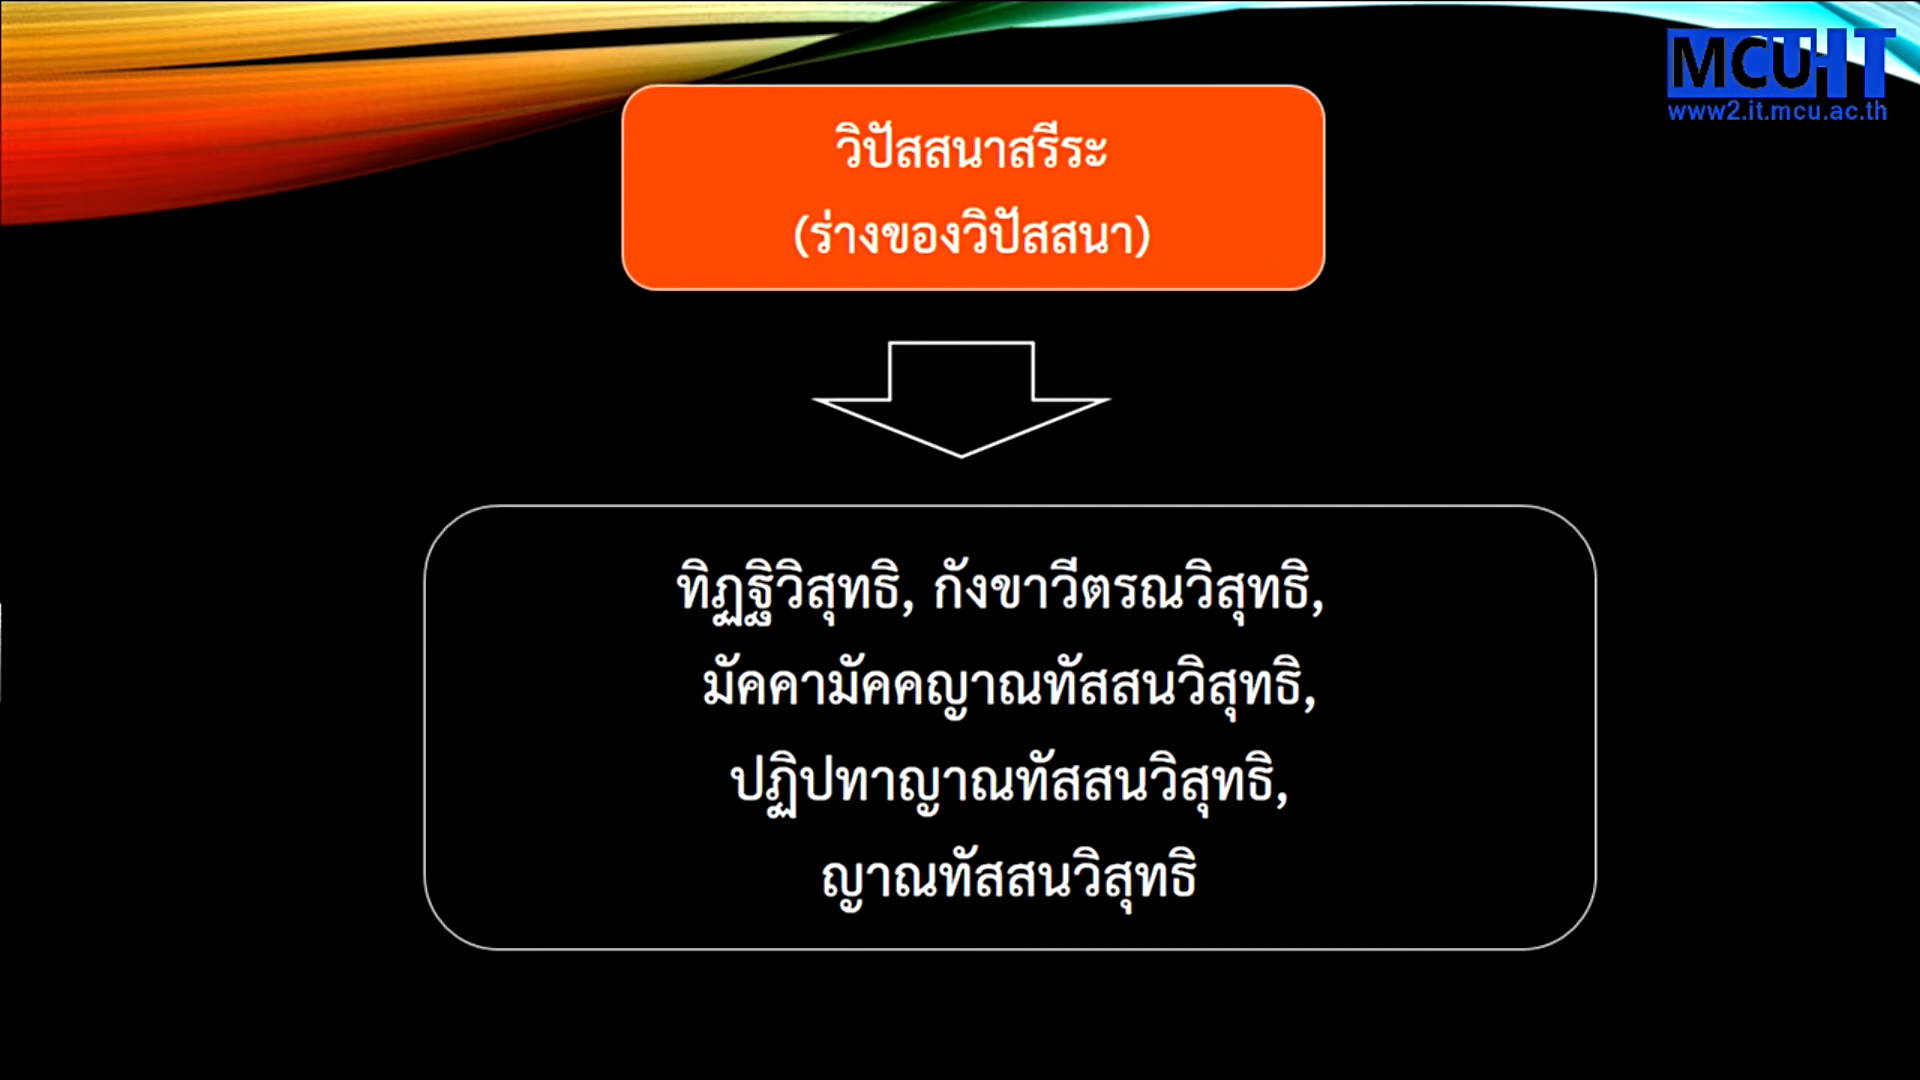 MCU-IT
www2.it.mcu.ac.th
วิปัสสนาสรีระ
(ร่างของวิปัสสนา)
ทิฏฐิวิสุทธิ, กังขาวีตรณวิสุทธิ,
มัคคามัคคญาณทัสสนวิสุทธิ,
ปฏิปทาญาณทัสสนวิสุทธิ,
ญาณทัสสนวิสุทธิ